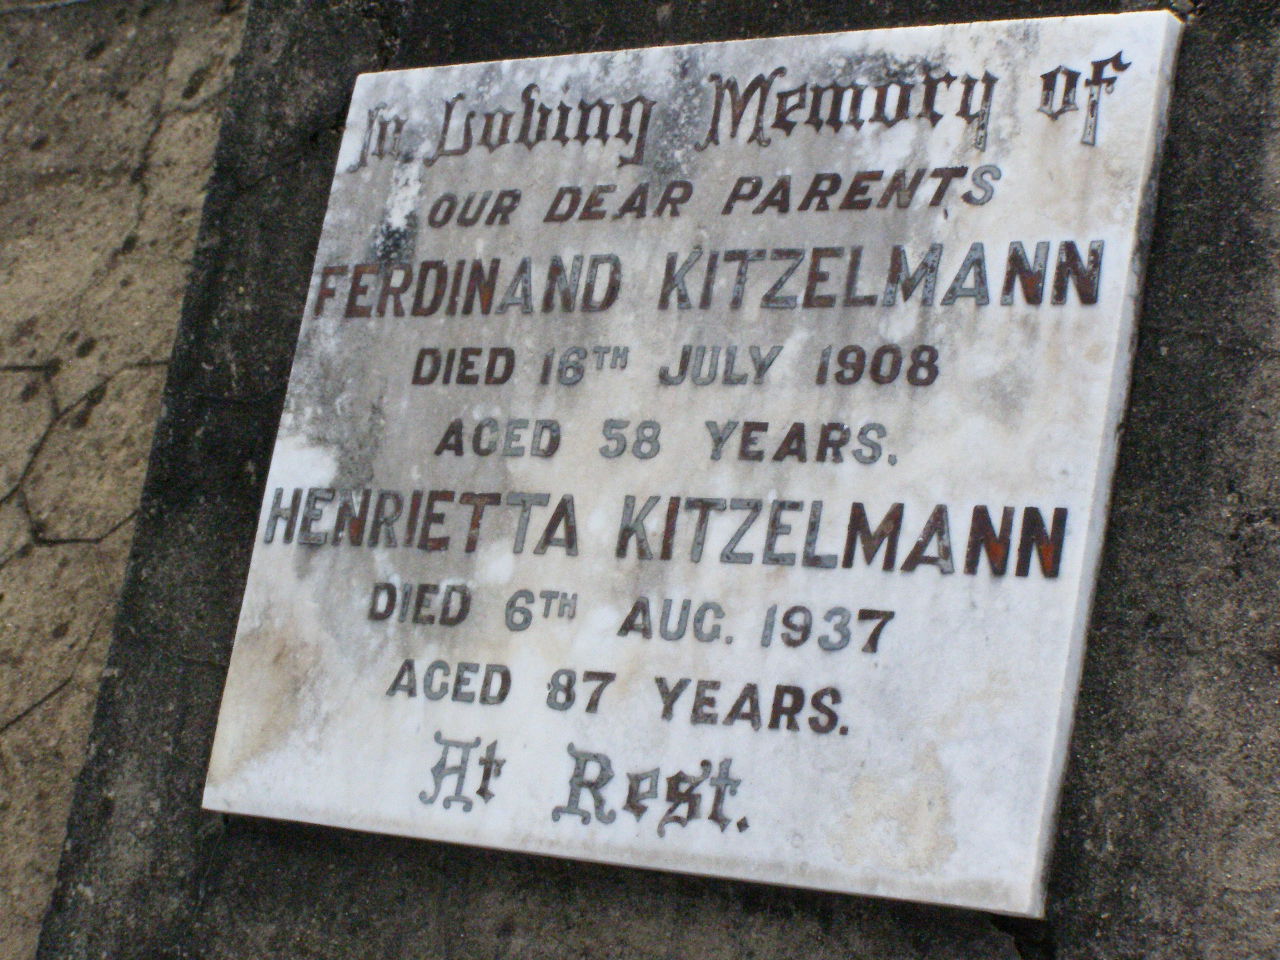 In Loving Memory of
OUR DEAR PARENTS
FERDINAND KITZELMANN
DIED 16TH JULY 1908
AGED 58 YEARS.
HENRIETTA KITZELMANN
DIED 6TH AUG. 1937
AGED 87 YEARS.
At Rest.